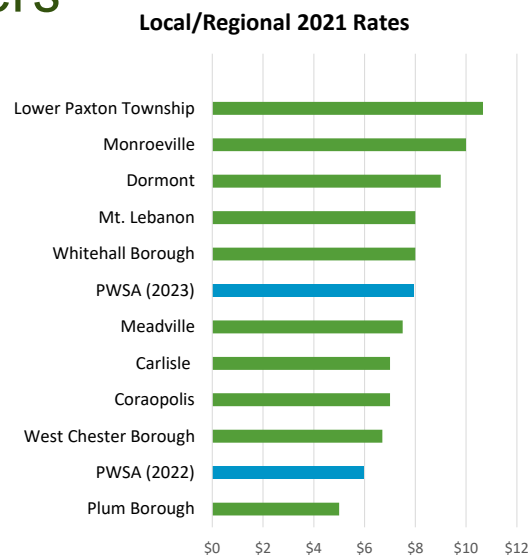 Local/Regional 2021 Rates
Lower Paxton Township
Monroeville
Dormont
Mt. Lebanon
Whitehall Borough
PWSA (2023)
Meadville
Carlisle
Coraopolis
West Chester Borough
PWSA (2022)
Plum Borough
$0 $2 $4 $6 $8 $10 $12